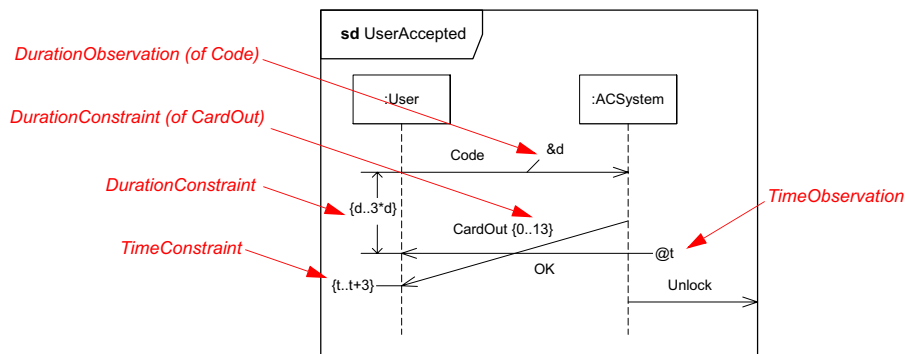 sd UserAccepted
DurationObservation (of Code)
:User
:ACSystem
DurationConstraint (of CardOut)
Code
&d
DurationConstraint
TimeObservation
{d..3*d}
CardOut {0..13}
TimeConstraint
@t
OK
{t..t+3}
Unlock